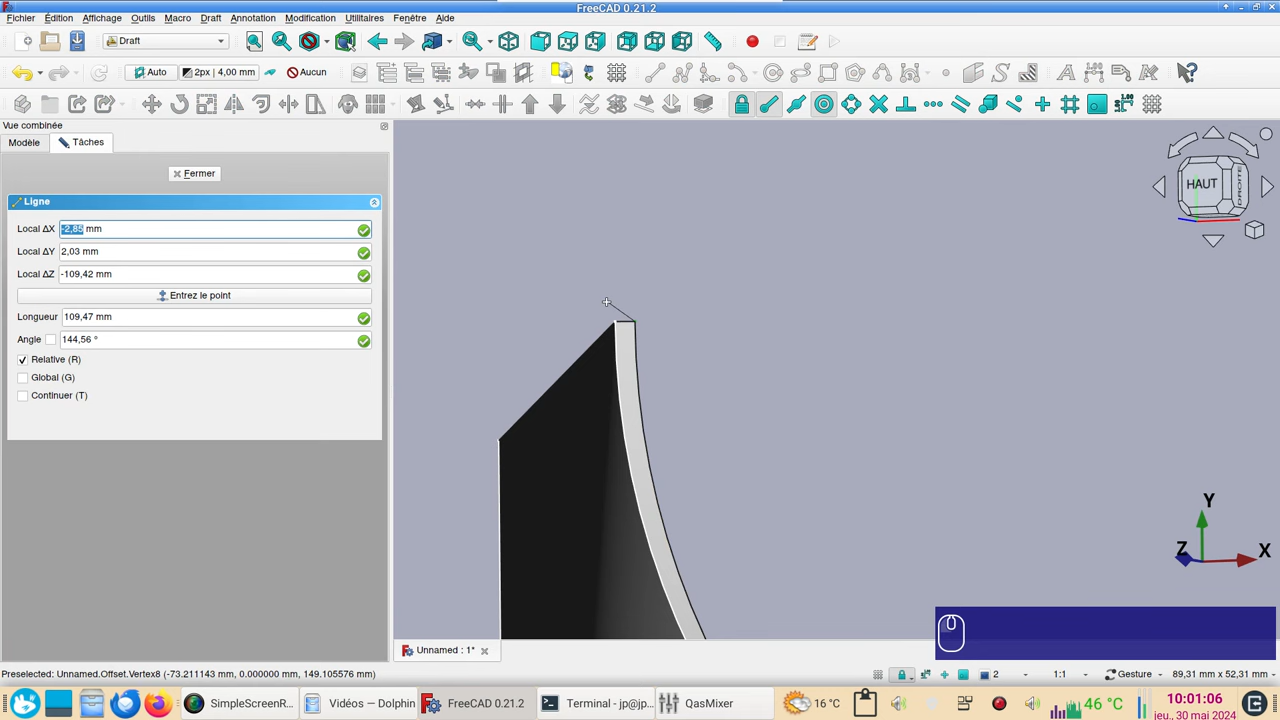 FreeCAD 0.21.2
Fichier Édition Affichage Outils Macro Draft Annotation Modification Utilitaires Fenêtre Aide
Draft
Auto 2px | 4,00 mm Aucun
Vue combinée
Modèle Tâches
Fermer
Ligne
Local ΔX -2,85 mm
Local ΔY 2,03 mm
Local ΔZ -109,42 mm
Entrez le point
Longueur 109,47 mm
Angle 144,56 °
Relative (R)
Global (G)
Continuer (T)
HAUT
DROITE
Y
Z X
Unnamed : 1*
Preselected: Unnamed.Offset.Vertex8 (-73.211143 mm, 0.000000 mm, 149.105576 mm) 2 1:1 Gesture 89,31 mm x 52,31 mm
SimpleScreenR... Vidéos — Dolphin FreeCAD 0.21.2 Terminal - jp@jp... QasMixer 16 °C 46 °C 10:01:06
jeu., 30 mai 2024